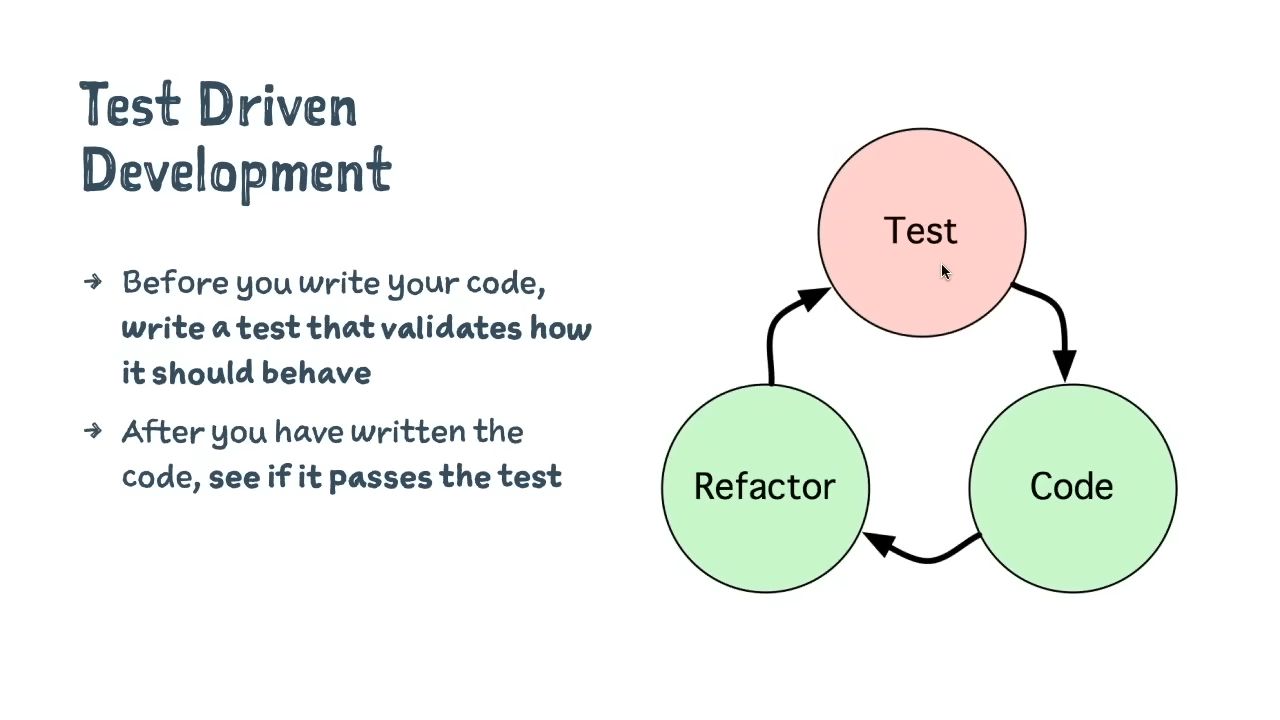 Test Driven
Development
→ Before you write your code,
write a test that validates how
it should behave
→ After you have written the
code, see if it passes the test
Test
Refactor
Code